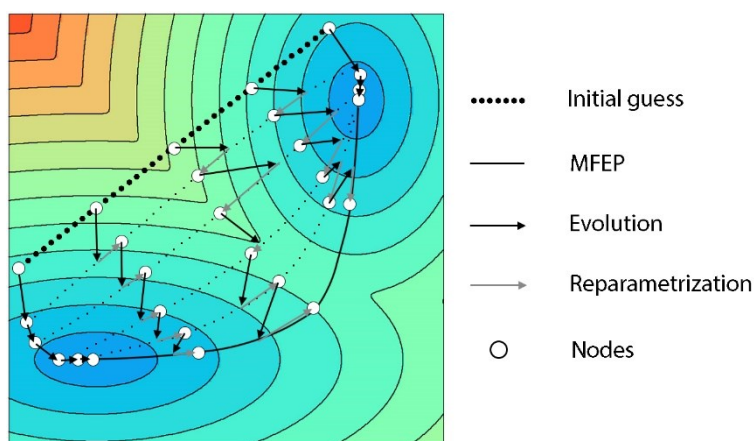 Initial guess
MFEP
Evolution
Reparametrization
Nodes